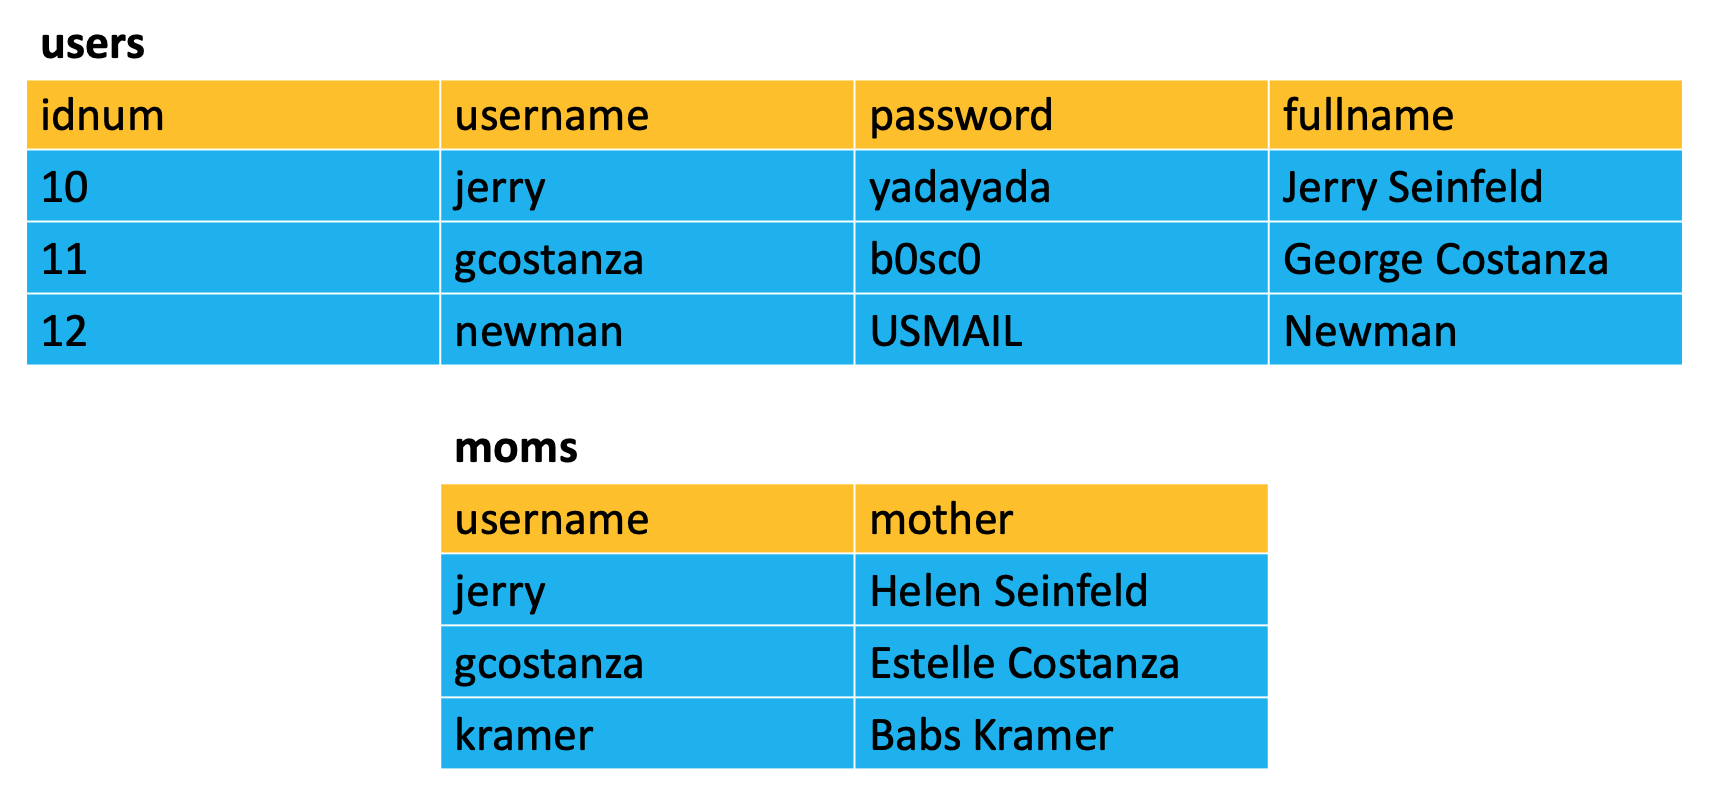 users
idnum username password fullname
10 jerry yadayada Jerry Seinfeld
11 gcostanza b0sc0 George Costanza
12 newman USMAIL Newman
moms
username mother
jerry Helen Seinfeld
gcostanza Estelle Costanza
kramer Babs Kramer